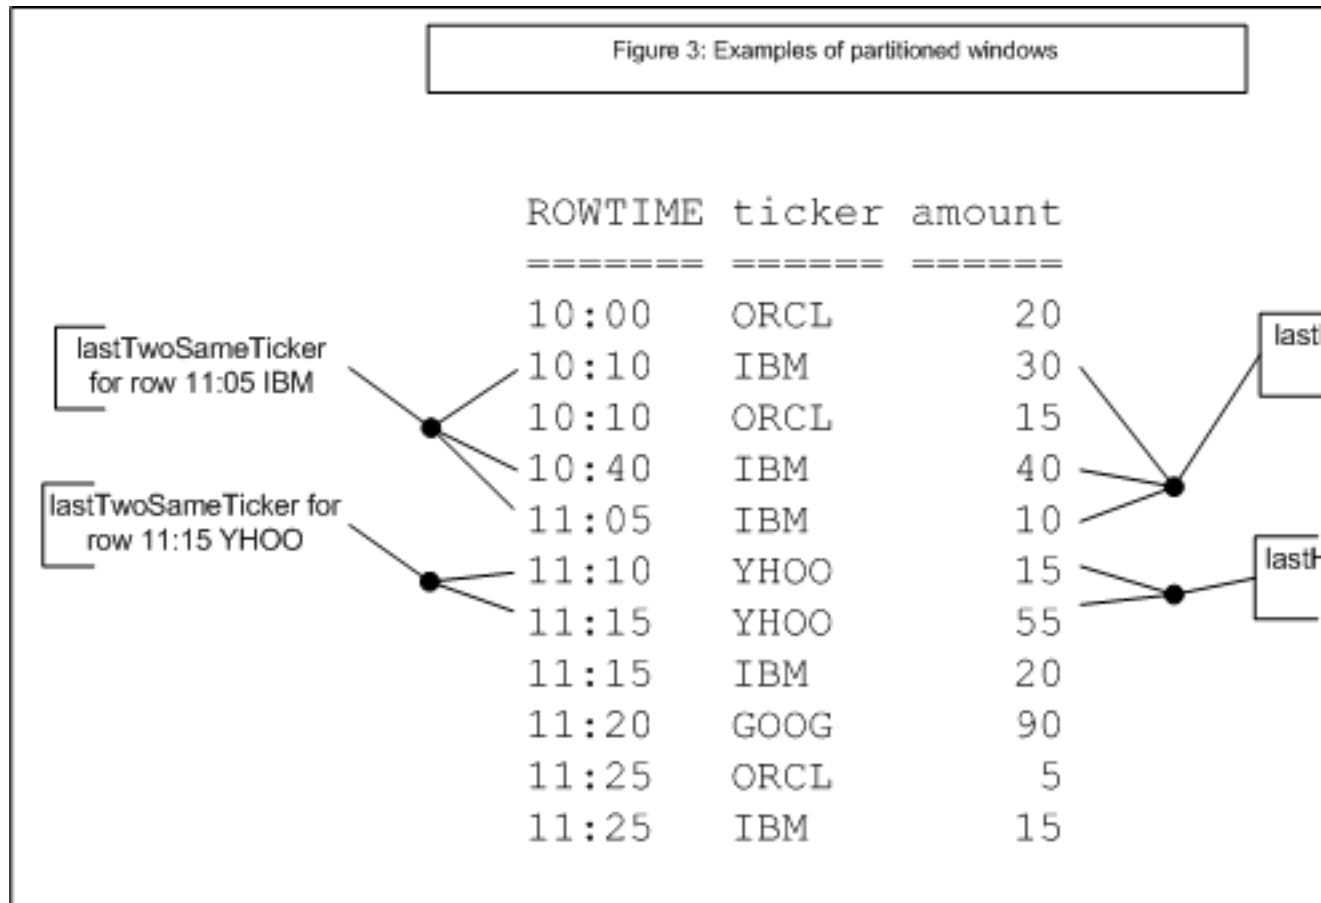 Figure 3: Examples of partitioned windows
ROWTIME ticker amount
======= ====== ======
10:00 ORCL 20
10:10 IBM 30
10:10 ORCL 15
10:40 IBM 40
11:05 IBM 10
11:10 YHOO 15
11:15 YHOO 55
11:15 IBM 20
11:20 GOOG 90
11:25 ORCL 5
11:25 IBM 15
lastTwoSameTicker
for row 11:05 IBM
lastTwoSameTicker for
row 11:15 YHOO